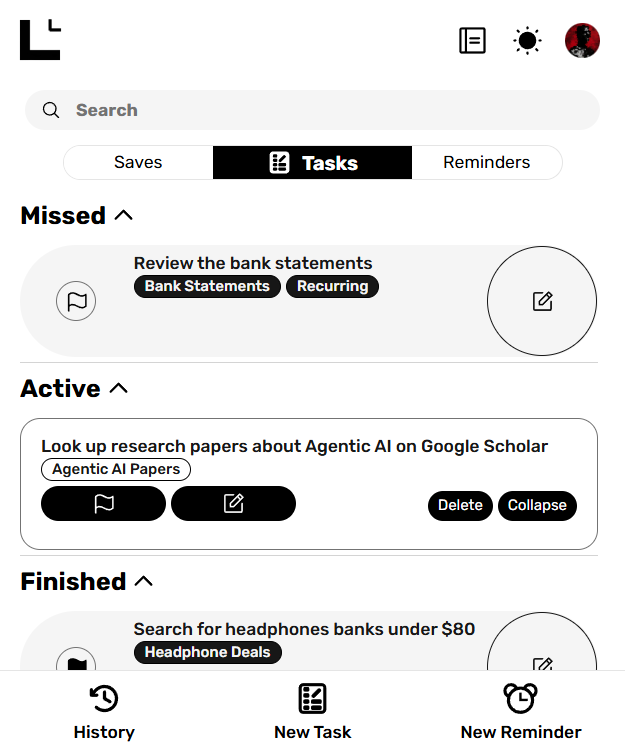 Search
Saves
Tasks
Reminders
Missed
Review the bank statements
Bank Statements
Recurring
Active
Look up research papers about Agentic AI on Google Scholar
Agentic AI Papers
Delete
Collapse
Finished
Search for headphones banks under $80
Headphone Deals
History
New Task
New Reminder